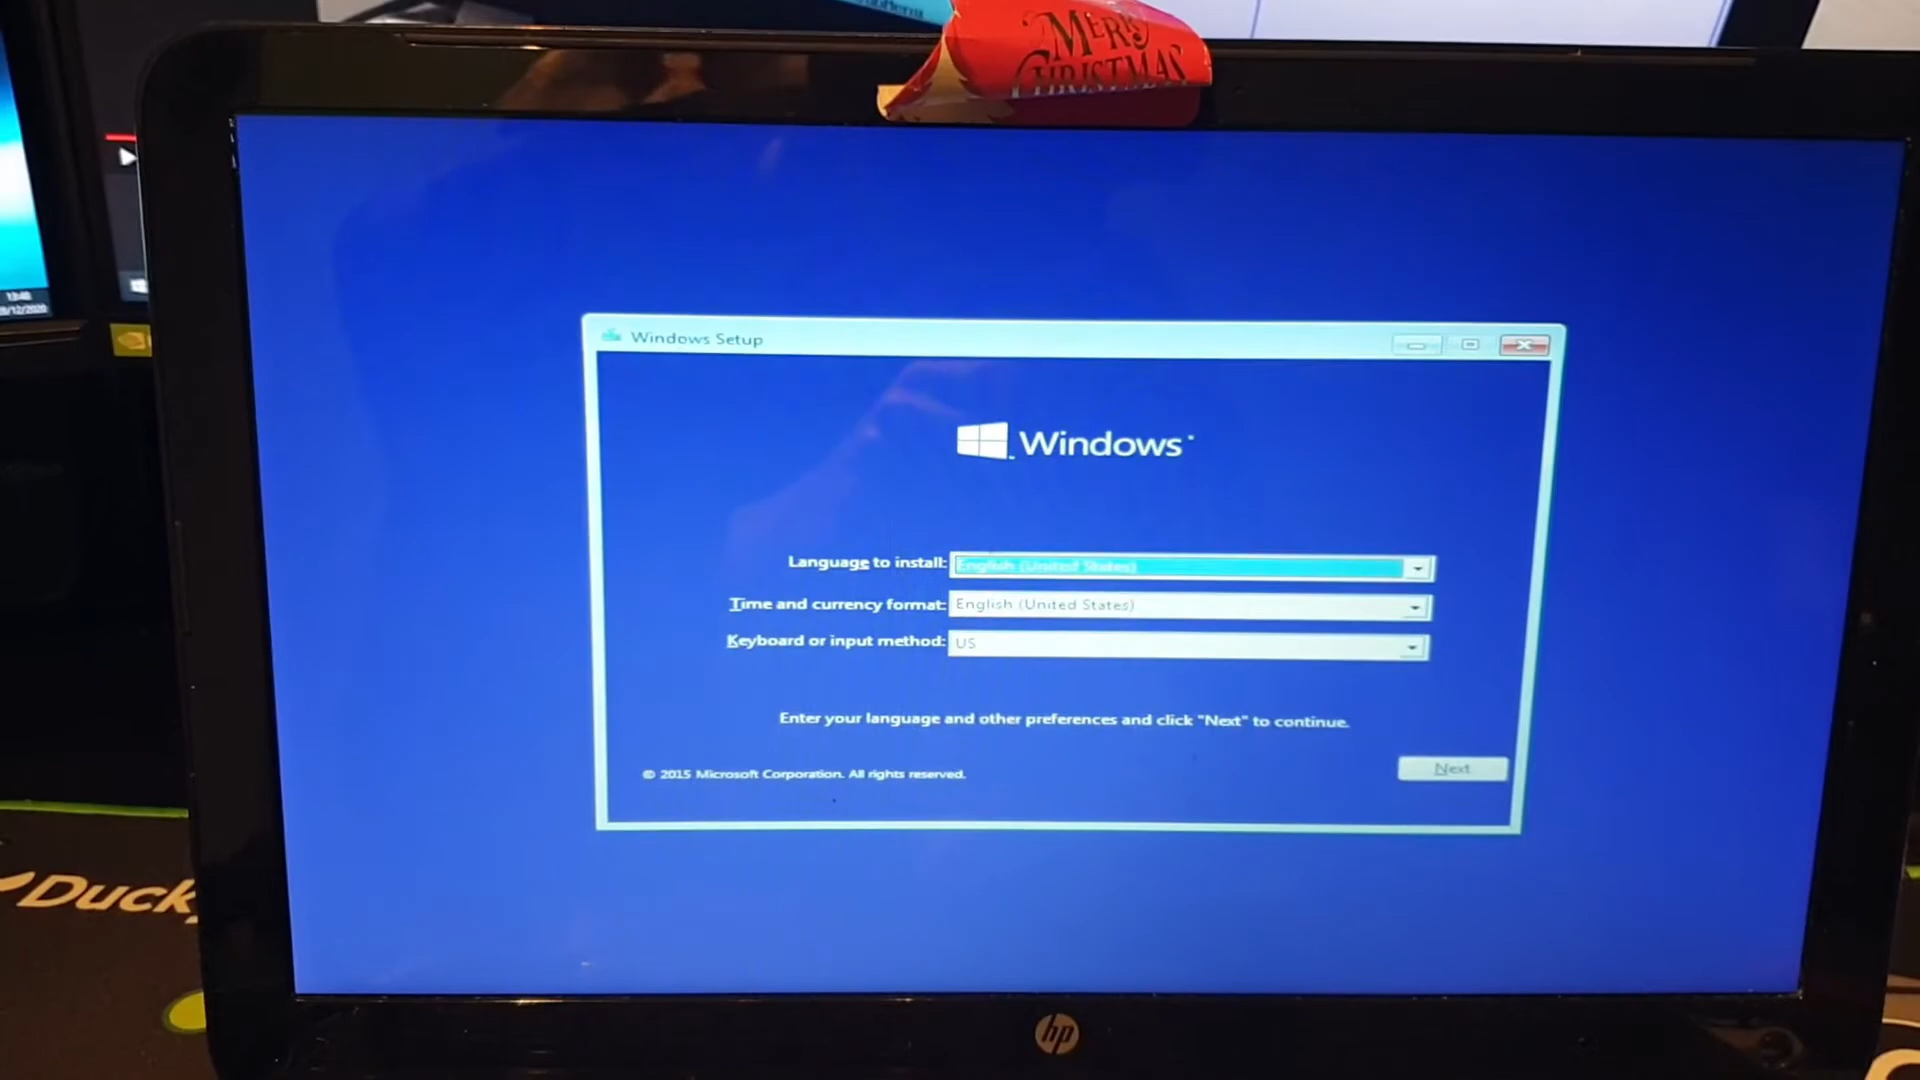 MERRY
CHRISTMAS
Windows Setup
Windows
Language to install: English (United States)
Time and currency format: English (United States)
Keyboard or input method: US
Enter your language and other preferences and click "Next" to continue.
© 2015 Microsoft Corporation. All rights reserved.
Next
Duck
hp